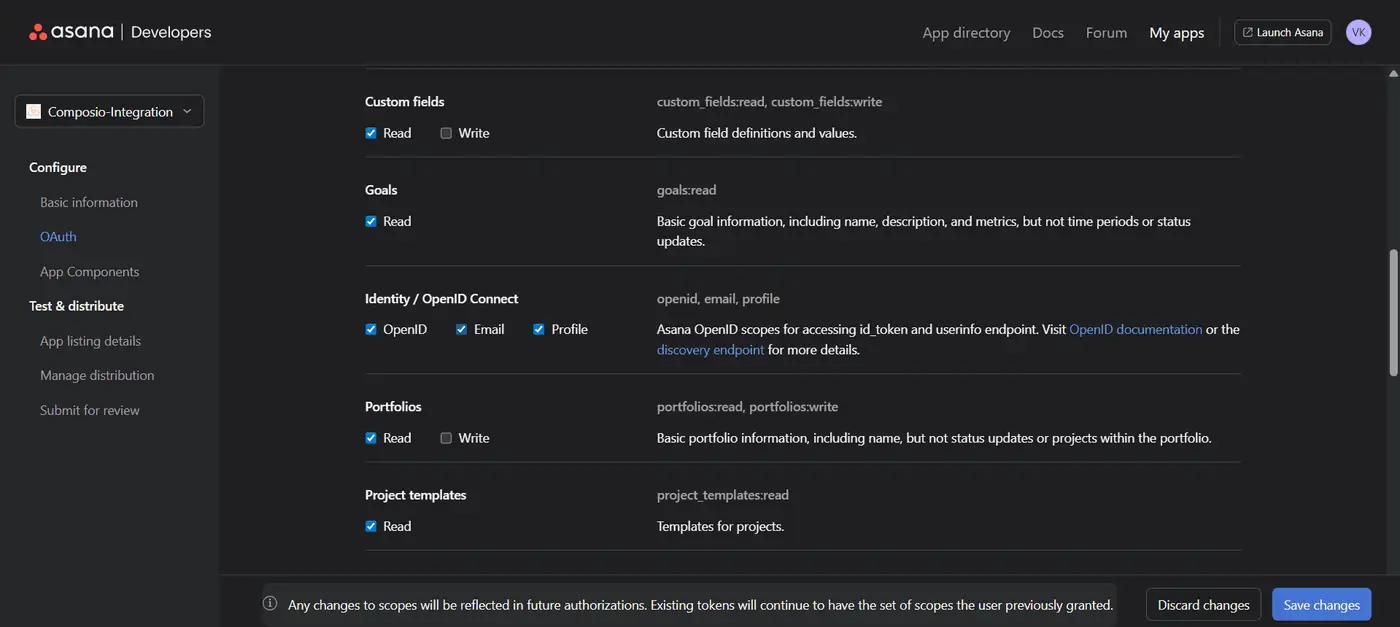 asana | Developers
App directory
Docs
Forum
My apps
Launch Asana
VK
Composio-Integration
Configure
Basic information
OAuth
App Components
Test & distribute
App listing details
Manage distribution
Submit for review
Custom fields
custom_fields:read, custom_fields:write
Read
Write
Custom field definitions and values.
Goals
goals:read
Read
Basic goal information, including name, description, and metrics, but not time periods or status
updates.
Identity / OpenID Connect
openid, email, profile
OpenID
Email
Profile
Asana OpenID scopes for accessing id_token and userinfo endpoint. Visit OpenID documentation or the
discovery endpoint for more details.
Portfolios
portfolios:read, portfolios:write
Read
Write
Basic portfolio information, including name, but not status updates or projects within the portfolio.
Project templates
project_templates:read
Read
Templates for projects.
Any changes to scopes will be reflected in future authorizations. Existing tokens will continue to have the set of scopes the user previously granted.
Discard changes
Save changes